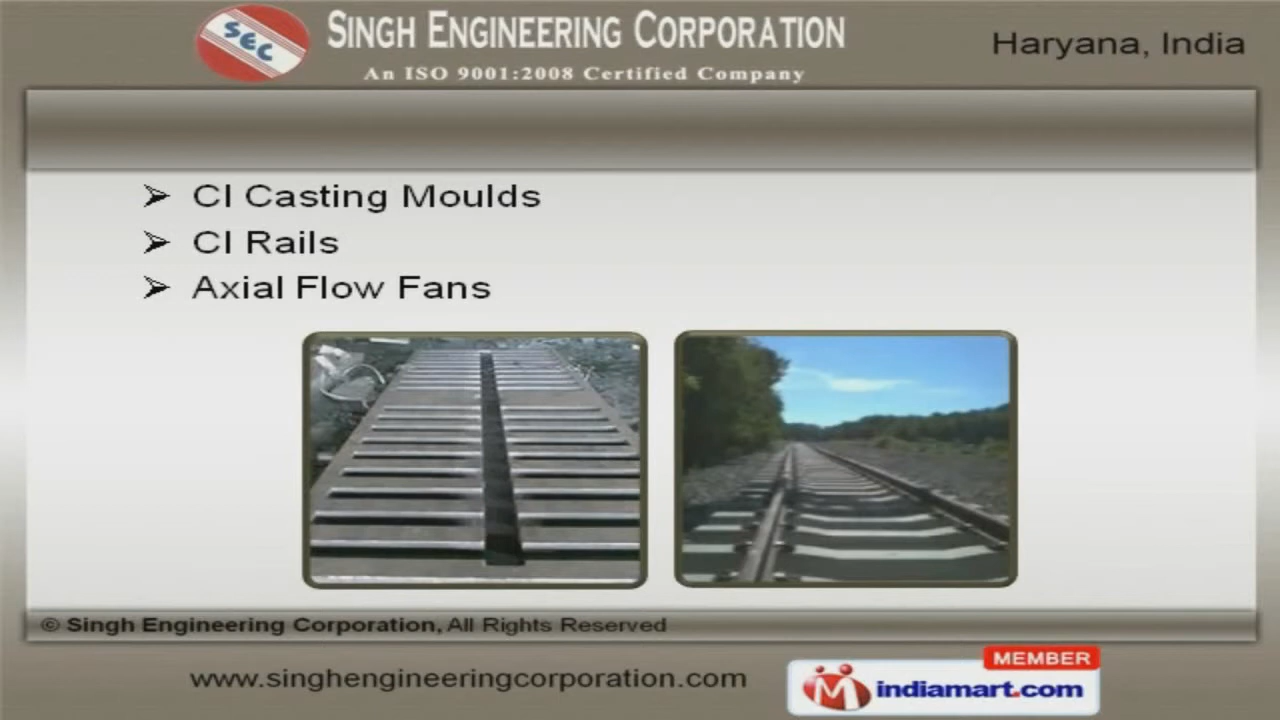 SEC
SINGH ENGINEERING CORPORATION
An ISO 9001:2008 Certified Company
Haryana, India
CI Casting Moulds
CI Rails
Axial Flow Fans
© Singh Engineering Corporation, All Rights Reserved
www.singhengineeringcorporation.com
MEMBER
indiamart.com